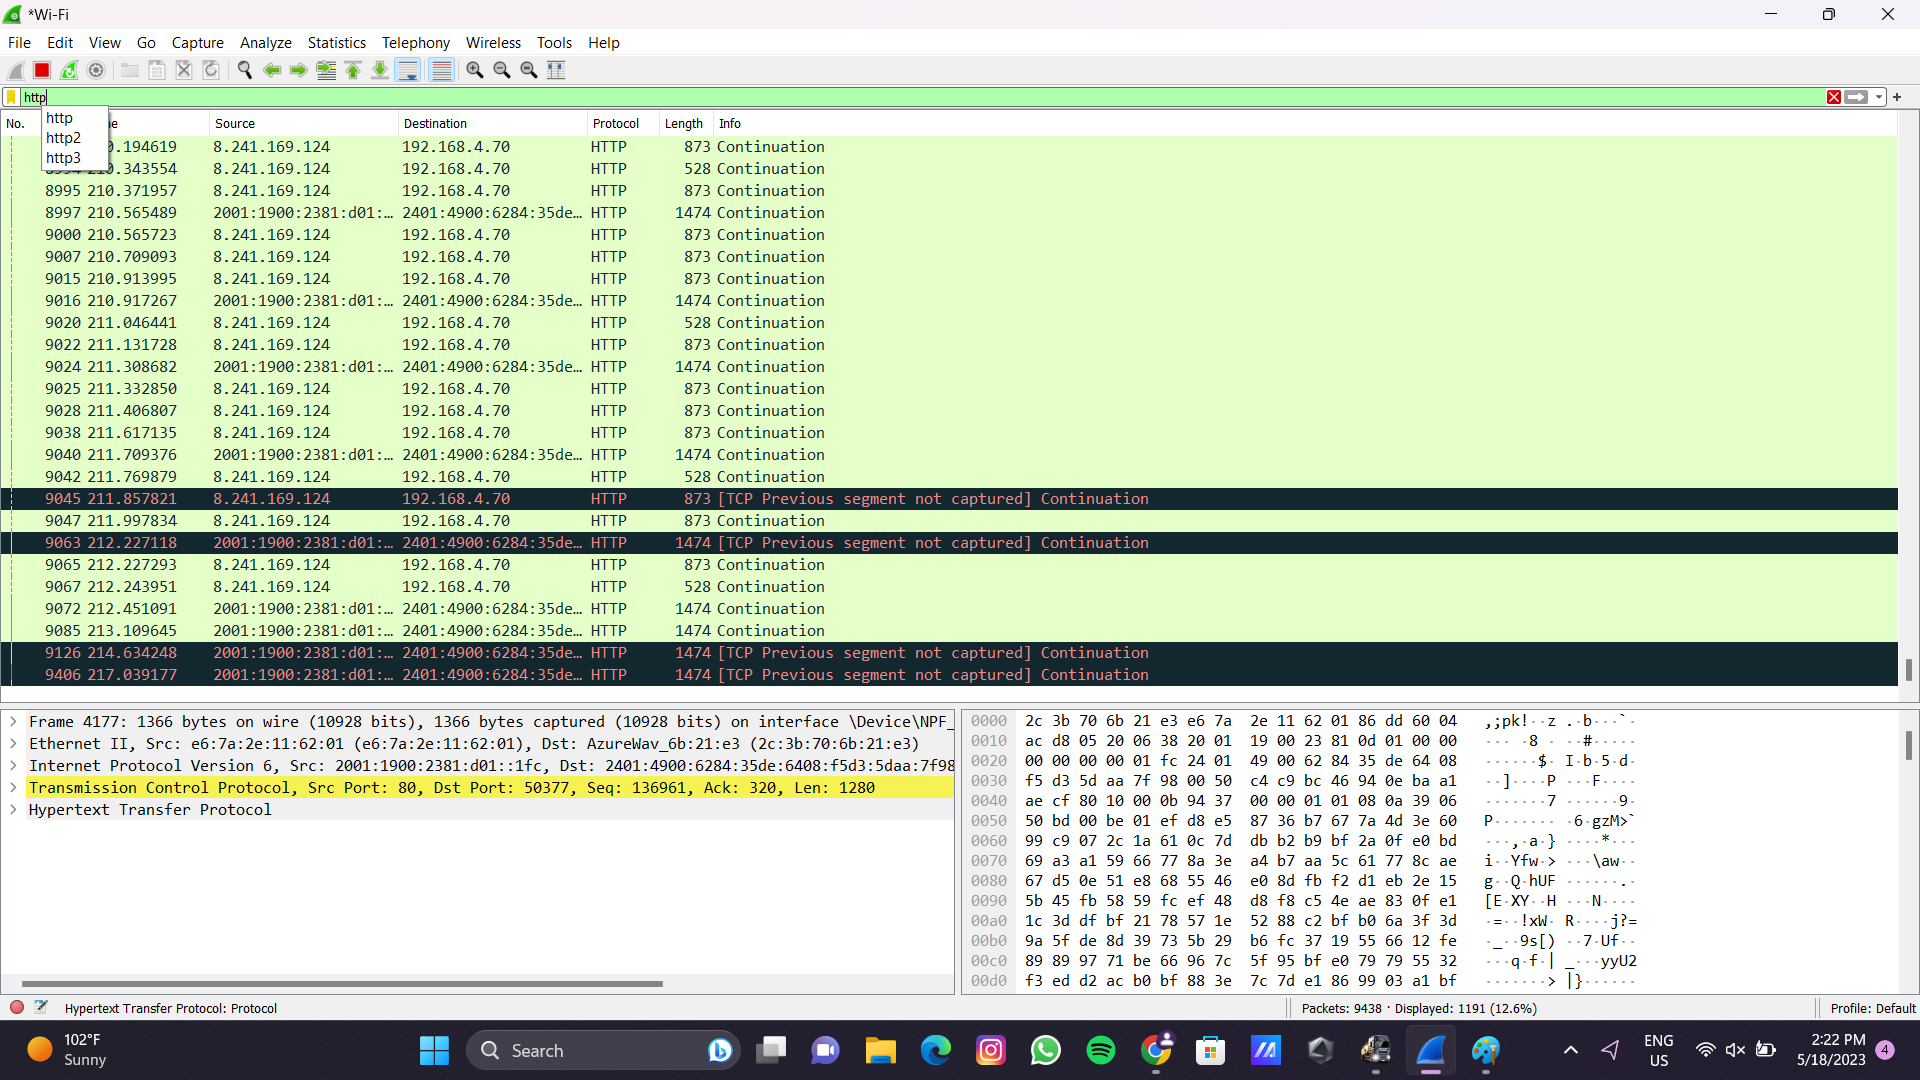 *Wi-Fi
File Edit View Go Capture Analyze Statistics Telephony Wireless Tools Help
http
http
http2
http3
No. Source Destination Protocol Length Info
.194619 8.241.169.124 192.168.4.70 HTTP 873 Continuation
.343554 8.241.169.124 192.168.4.70 HTTP 528 Continuation
8995 210.371957 8.241.169.124 192.168.4.70 HTTP 873 Continuation
8997 210.565489 2001:1900:2381:d01:… 2401:4900:6284:35de… HTTP 1474 Continuation
9000 210.565723 8.241.169.124 192.168.4.70 HTTP 873 Continuation
9007 210.709093 8.241.169.124 192.168.4.70 HTTP 873 Continuation
9015 210.913995 8.241.169.124 192.168.4.70 HTTP 873 Continuation
9016 210.917267 2001:1900:2381:d01:… 2401:4900:6284:35de… HTTP 1474 Continuation
9020 211.046441 8.241.169.124 192.168.4.70 HTTP 528 Continuation
9022 211.131728 8.241.169.124 192.168.4.70 HTTP 873 Continuation
9024 211.308682 2001:1900:2381:d01:… 2401:4900:6284:35de… HTTP 1474 Continuation
9025 211.332850 8.241.169.124 192.168.4.70 HTTP 873 Continuation
9028 211.406807 8.241.169.124 192.168.4.70 HTTP 873 Continuation
9038 211.617135 8.241.169.124 192.168.4.70 HTTP 873 Continuation
9040 211.709376 2001:1900:2381:d01:… 2401:4900:6284:35de… HTTP 1474 Continuation
9042 211.769879 8.241.169.124 192.168.4.70 HTTP 528 Continuation
9045 211.857821 8.241.169.124 192.168.4.70 HTTP 873 [TCP Previous segment not captured] Continuation
9047 211.997834 8.241.169.124 192.168.4.70 HTTP 873 Continuation
9063 212.227118 2001:1900:2381:d01:… 2401:4900:6284:35de… HTTP 1474 [TCP Previous segment not captured] Continuation
9065 212.227293 8.241.169.124 192.168.4.70 HTTP 873 Continuation
9067 212.243951 8.241.169.124 192.168.4.70 HTTP 528 Continuation
9072 212.451091 2001:1900:2381:d01:… 2401:4900:6284:35de… HTTP 1474 Continuation
9085 213.109645 2001:1900:2381:d01:… 2401:4900:6284:35de… HTTP 1474 Continuation
9126 214.634248 2001:1900:2381:d01:… 2401:4900:6284:35de… HTTP 1474 [TCP Previous segment not captured] Continuation
9406 217.039177 2001:1900:2381:d01:… 2401:4900:6284:35de… HTTP 1474 [TCP Previous segment not captured] Continuation
Frame 4177: 1366 bytes on wire (10928 bits), 1366 bytes captured (10928 bits) on interface \Device\NPF_
Ethernet II, Src: e6:7a:2e:11:62:01 (e6:7a:2e:11:62:01), Dst: AzureWav_6b:21:e3 (2c:3b:70:6b:21:e3)
Internet Protocol Version 6, Src: 2001:1900:2381:d01::1fc, Dst: 2401:4900:6284:35de:6408:f5d3:5daa:7f98
Transmission Control Protocol, Src Port: 80, Dst Port: 50377, Seq: 136961, Ack: 320, Len: 1280
Hypertext Transfer Protocol
0000 2c 3b 70 6b 21 e3 e6 7a 2e 11 62 01 86 dd 60 04 ,;pk!··z .·b···`·
0010 ac d8 05 20 06 38 20 01 19 00 23 81 0d 01 00 00 ··· ·8 · ··#·····
0020 00 00 00 00 01 fc 24 01 49 00 62 84 35 de 64 08 ······$· I·b·5·d·
0030 f5 d3 5d aa 7f 98 00 50 c4 c9 bc 46 94 0e ba a1 ··]····P ···F····
0040 ae cf 80 10 00 0b 94 37 00 00 01 01 08 0a 39 06 ·······7 ······9·
0050 50 bd 00 be 01 ef d8 e5 87 36 b7 67 7a 4d 3e 60 P······· ·6·gzM>`
0060 99 c9 07 2c 1a 61 0c 7d db b2 b9 bf 2a 0f e0 bd ···,·a·} ····*···
0070 69 a3 a1 59 66 77 8a 3e a4 b7 aa 5c 61 77 8c ae i··Yfw·> ···\aw··
0080 67 d5 0e 51 e8 68 55 46 e0 8d fb f2 d1 eb 2e 15 g··Q·hUF ······.·
0090 5b 45 fb 58 59 fc ef 48 d8 f8 c5 4e ae 83 0f e1 [E·XY··H ···N····
00a0 1c 3d df bf 21 78 57 1e 52 88 c2 bf b0 6a 3f 3d ·=··!xW· R····j?=
00b0 9a 5f de 8d 39 73 5b 29 b6 fc 37 19 55 66 12 fe ·_··9s[) ··7·Uf··
00c0 89 89 97 71 be 66 96 7c 5f 95 bf e0 79 79 55 32 ···q·f·| _···yyU2
00d0 f3 ed d2 ac b0 bf 88 3e 7c 7d e1 86 99 03 a1 bf ·······> |}······
Hypertext Transfer Protocol: Protocol
Packets: 9438 · Displayed: 1191 (12.6%)
Profile: Default
102°F
Sunny
Search
ENG
US
2:22 PM
5/18/2023
4